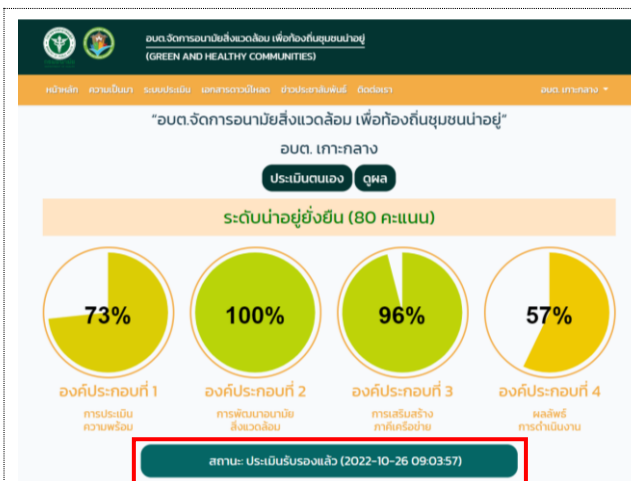 อบต.จัดการอนามัยสิ่งแวดล้อม เพื่อท้องถิ่นชุมชนน่าอยู่
(GREEN AND HEALTHY COMMUNITIES)
หน้าหลัก ความเป็นมา ระบบประเมิน เอกสารดาวน์โหลด ข่าวประชาสัมพันธ์ ติดต่อเรา อบต. เกาะกลาง
"อบต.จัดการอนามัยสิ่งแวดล้อม เพื่อท้องถิ่นชุมชนน่าอยู่"
อบต. เกาะกลาง
ประเมินตนเอง ดูผล
ระดับน่าอยู่ยั่งยืน (80 คะแนน)
73% 100% 96% 57%
องค์ประกอบที่ 1 องค์ประกอบที่ 2 องค์ประกอบที่ 3 องค์ประกอบที่ 4
การประเมิน การพัฒนาอนามัย การเสริมสร้าง ผลลัพธ์
ความพร้อม สิ่งแวดล้อม ภาคีเครือข่าย การดำเนินงาน
สถานะ: ประเมินรับรองแล้ว (2022-10-26 09:03:57)